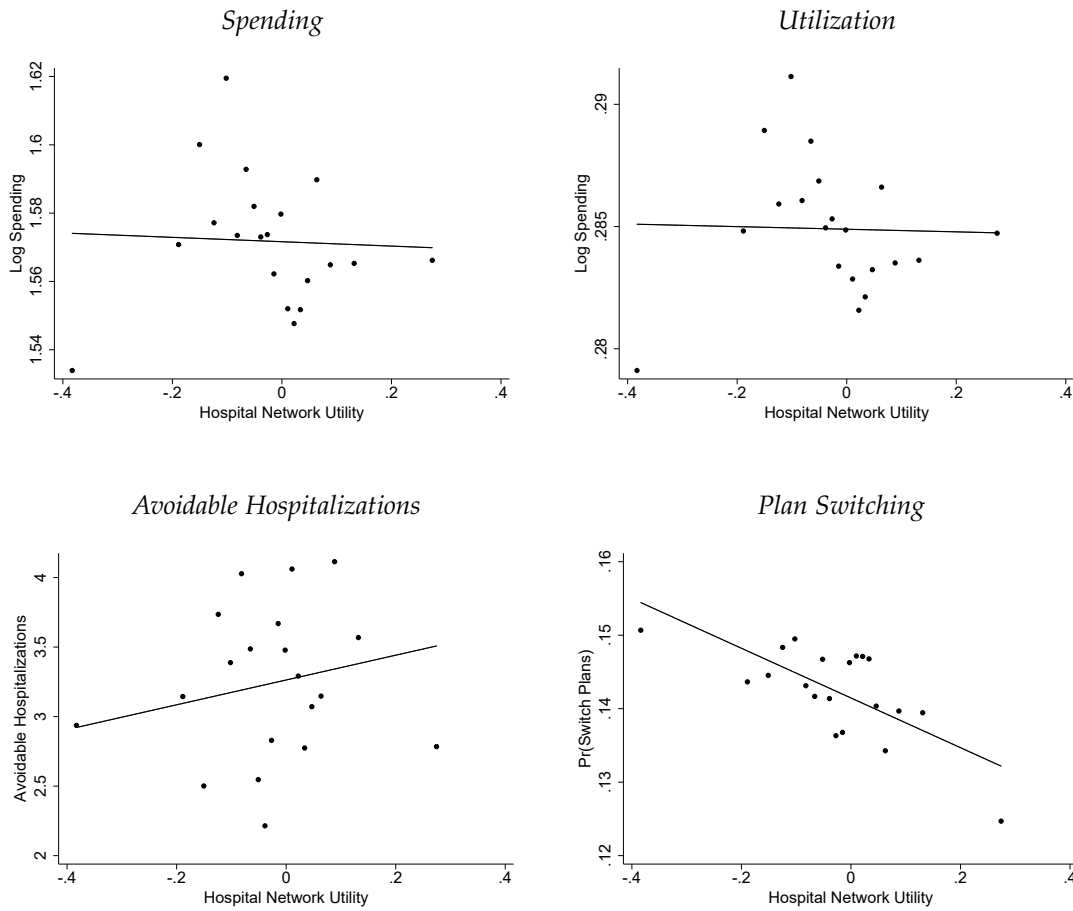 Spending
1.62
1.6
1.58
1.56
1.54
Log Spending
-.4 -.2 0 .2 .4
Hospital Network Utility
Utilization
.29
.285
.28
Log Spending
-.4 -.2 0 .2 .4
Hospital Network Utility
Avoidable Hospitalizations
4
3.5
3
2.5
2
Avoidable Hospitalizations
-.4 -.2 0 .2 .4
Hospital Network Utility
Plan Switching
.16
.15
.14
.13
.12
Pr(Switch Plans)
-.4 -.2 0 .2 .4
Hospital Network Utility